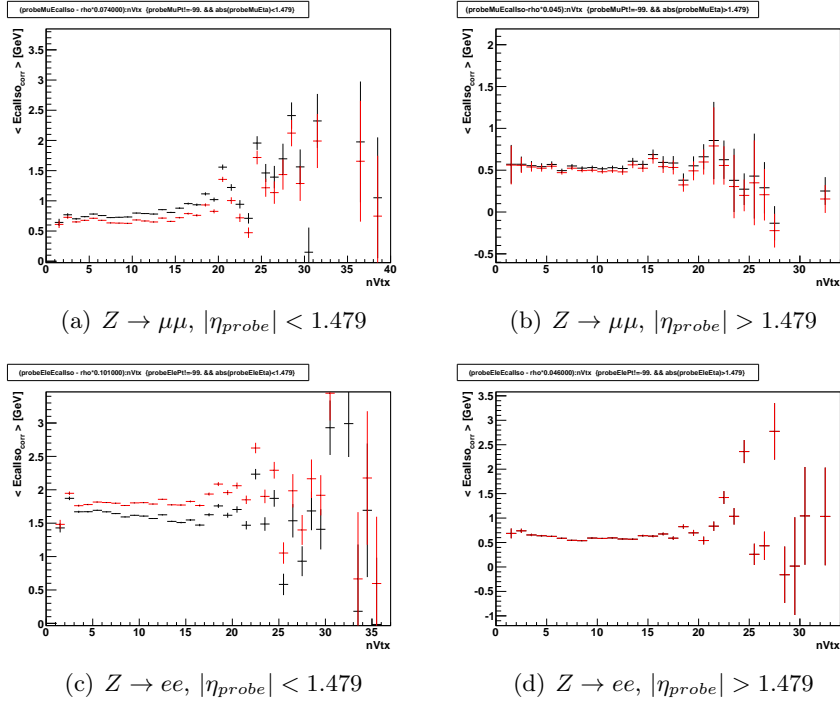 (probeMuEcalIso - rho*0.074000):nVtx {probeMuPt!=-99. && abs(probeMuEta)<1.479}
< EcalIso_corr > [GeV]
3.5
3
2.5
2
1.5
1
0.5
0
0 5 10 15 20 25 30 35 40
nVtx
(a) Z → μμ, |η_probe| < 1.479
(probeMuEcalIso-rho*0.045):nVtx {probeMuPt!=-99. && abs(probeMuEta)>1.479}
< EcalIso_corr > [GeV]
2
1.5
1
0.5
0
-0.5
0 5 10 15 20 25 30
nVtx
(b) Z → μμ, |η_probe| > 1.479
(probeEleEcalIso - rho*0.101000):nVtx {probeElePt!=-99. && abs(probeEleEta)<1.479}
< EcalIso_corr > [GeV]
3.5
3
2.5
2
1.5
1
0.5
0
0 5 10 15 20 25 30 35
nVtx
(c) Z → ee, |η_probe| < 1.479
(probeEleEcalIso - rho*0.046000):nVtx {probeElePt!=-99. && abs(probeEleEta)>1.479}
< EcalIso_corr > [GeV]
3.5
3
2.5
2
1.5
1
0.5
0
-0.5
-1
0 5 10 15 20 25 30
nVtx
(d) Z → ee, |η_probe| > 1.479